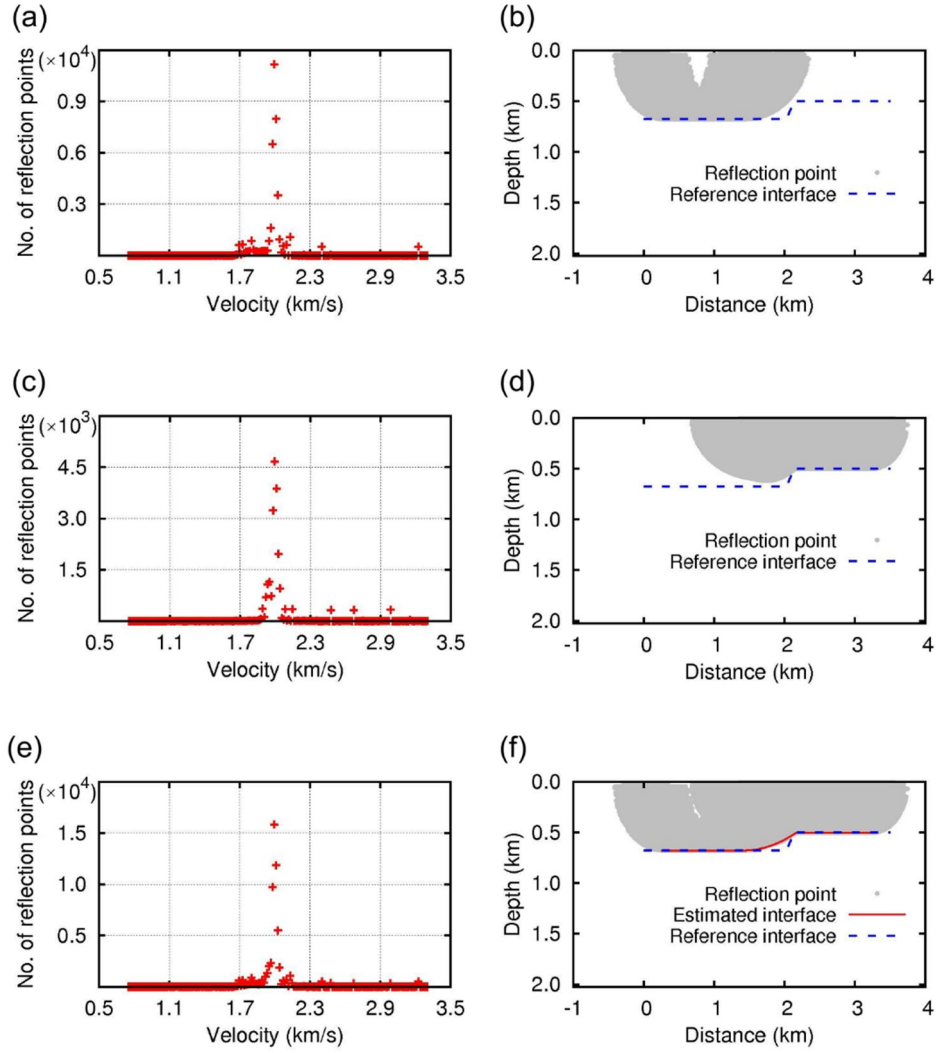 (a)
(×10⁴)
0.9
0.6
0.3
No. of reflection points
0.5 1.1 1.7 2.3 2.9 3.5
Velocity (km/s)
(b)
0.0
0.5
1.0
1.5
2.0
Depth (km)
Reflection point
Reference interface
-1 0 1 2 3 4
Distance (km)
(c)
(×10³)
4.5
3.0
1.5
No. of reflection points
0.5 1.1 1.7 2.3 2.9 3.5
Velocity (km/s)
(d)
0.0
0.5
1.0
1.5
2.0
Depth (km)
Reflection point
Reference interface
-1 0 1 2 3 4
Distance (km)
(e)
(×10⁴)
1.5
1.0
0.5
No. of reflection points
0.5 1.1 1.7 2.3 2.9 3.5
Velocity (km/s)
(f)
0.0
0.5
1.0
1.5
2.0
Depth (km)
Reflection point
Estimated interface
Reference interface
-1 0 1 2 3 4
Distance (km)